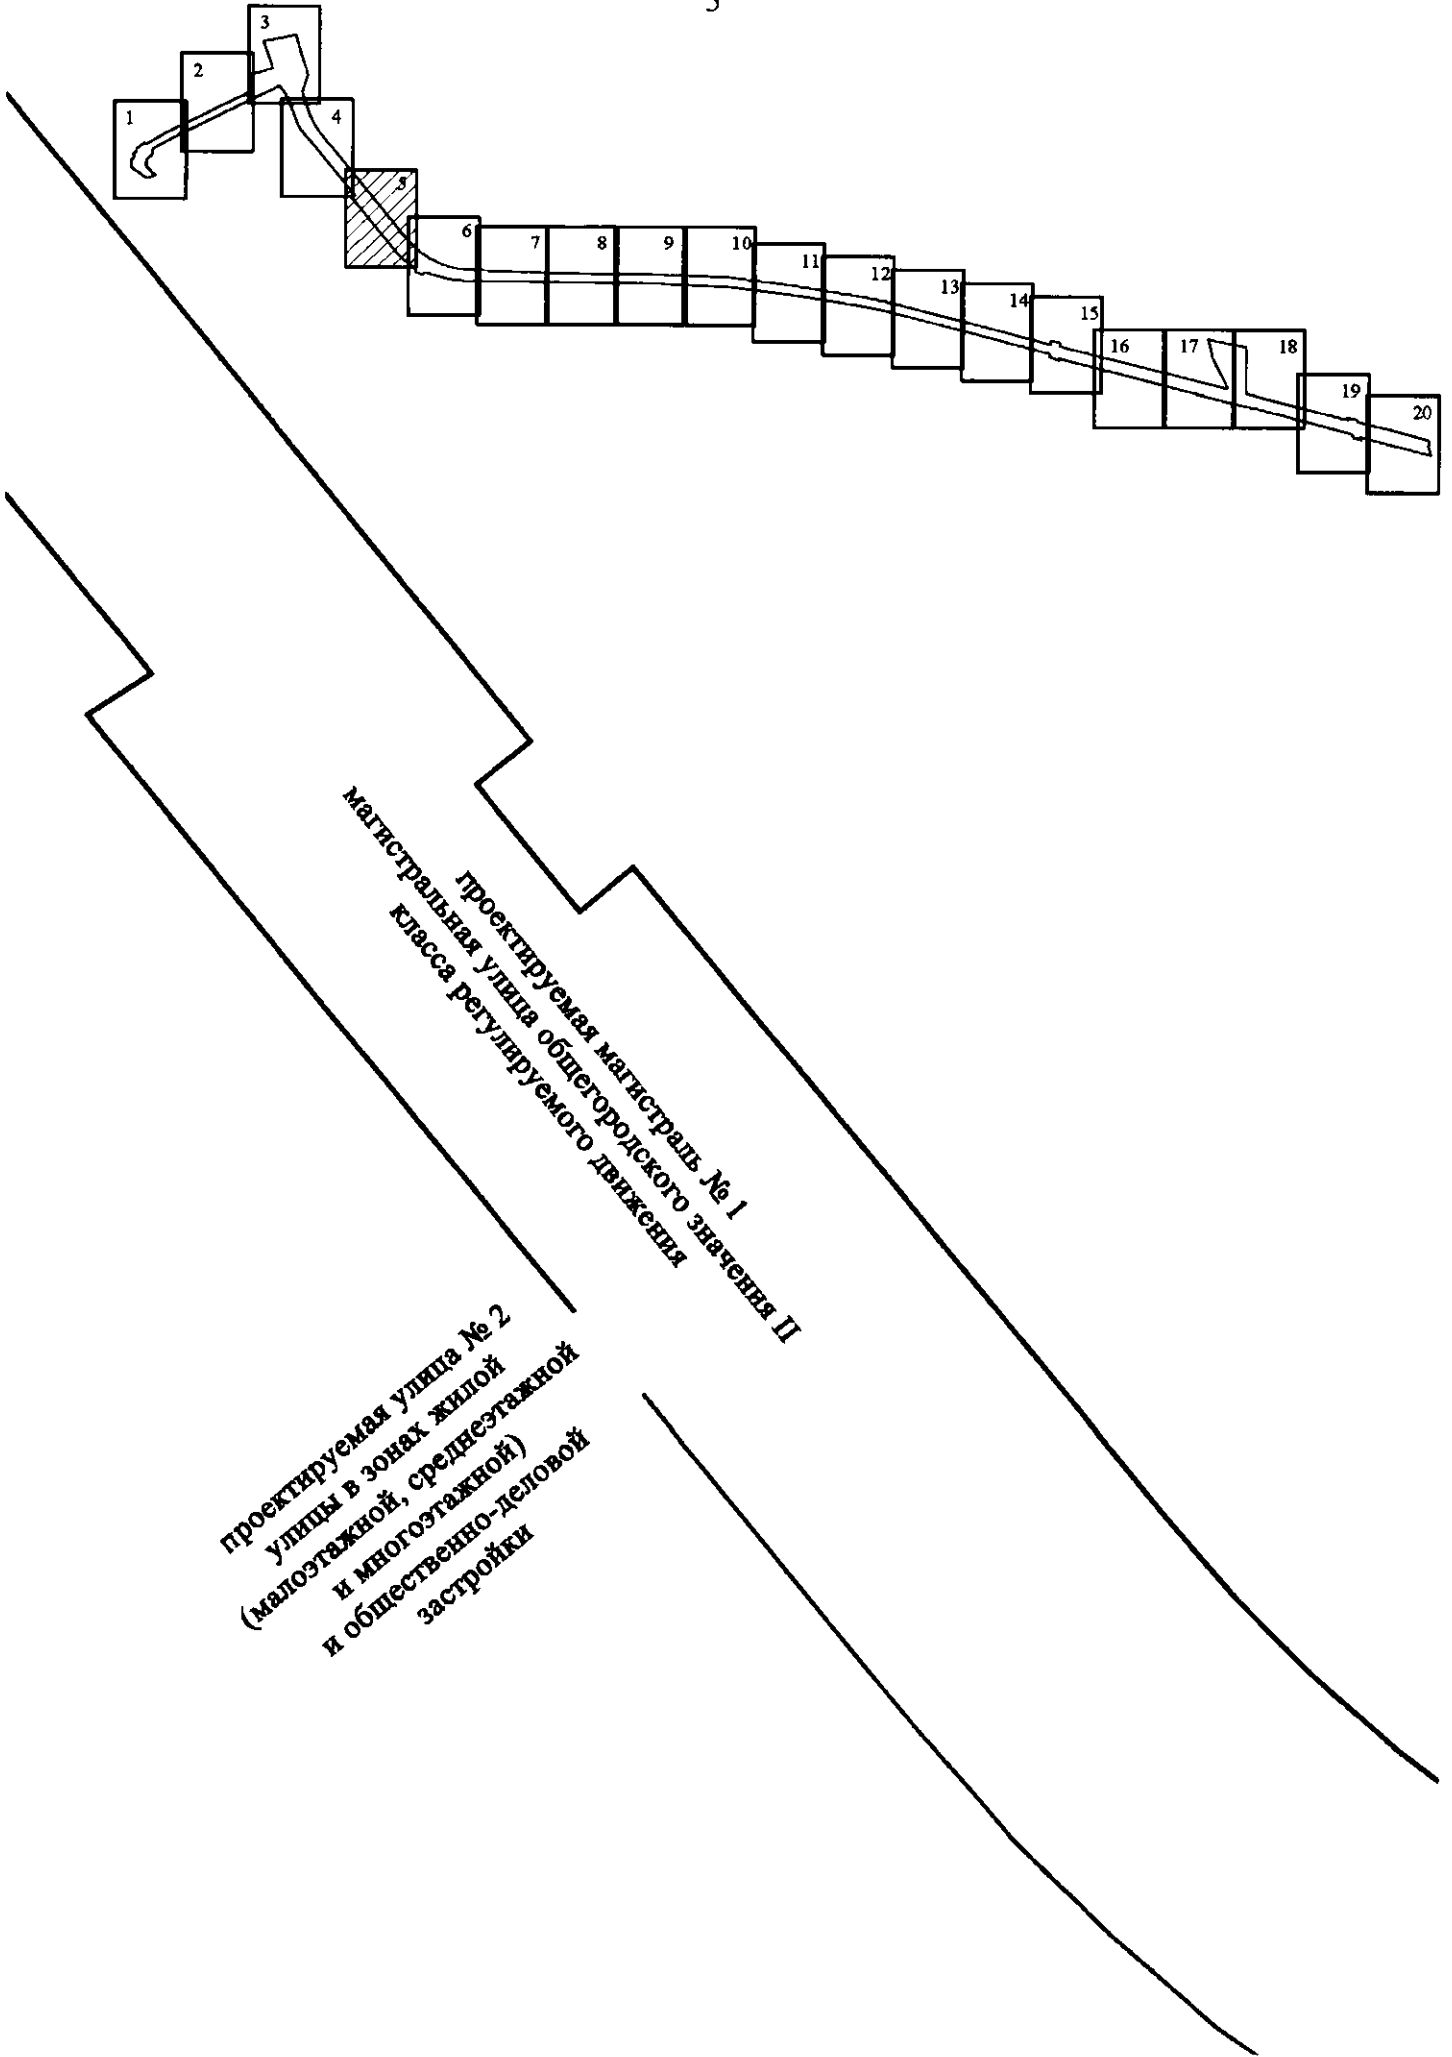 3
2
1
4
5
6
7
8
9
10
11
12
13
14
15
16
17
18
19
20
проектируемая магистраль № 1
магистральная улица общегородского значения II
класса регулируемого движения
проектируемая улица № 2
улицы в зонах жилой
(малоэтажной, среднеэтажной
и многоэтажной)
и общественно-деловой
застройки